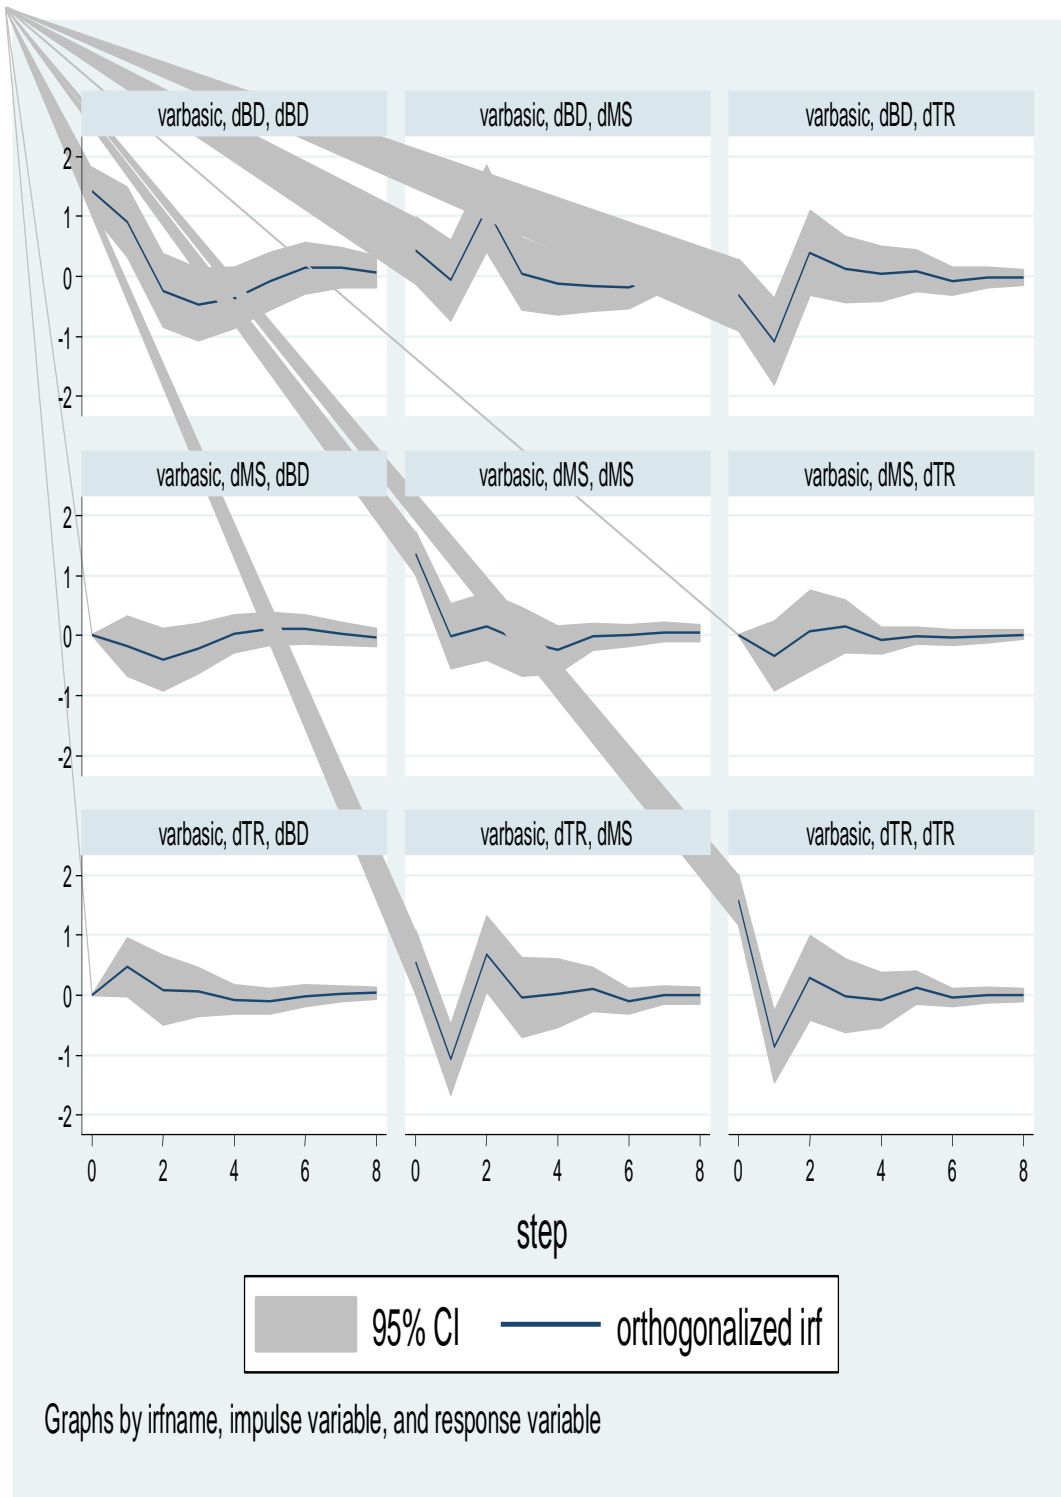 varbasic, dBD, dBD
varbasic, dBD, dMS
varbasic, dBD, dTR
2
1
0
-1
-2
varbasic, dMS, dBD
varbasic, dMS, dMS
varbasic, dMS, dTR
2
1
0
-1
-2
varbasic, dTR, dBD
varbasic, dTR, dMS
varbasic, dTR, dTR
2
1
0
-1
-2
0 2 4 6 8
0 2 4 6 8
0 2 4 6 8
step
95% CI
orthogonalized irf
Graphs by irfname, impulse variable, and response variable